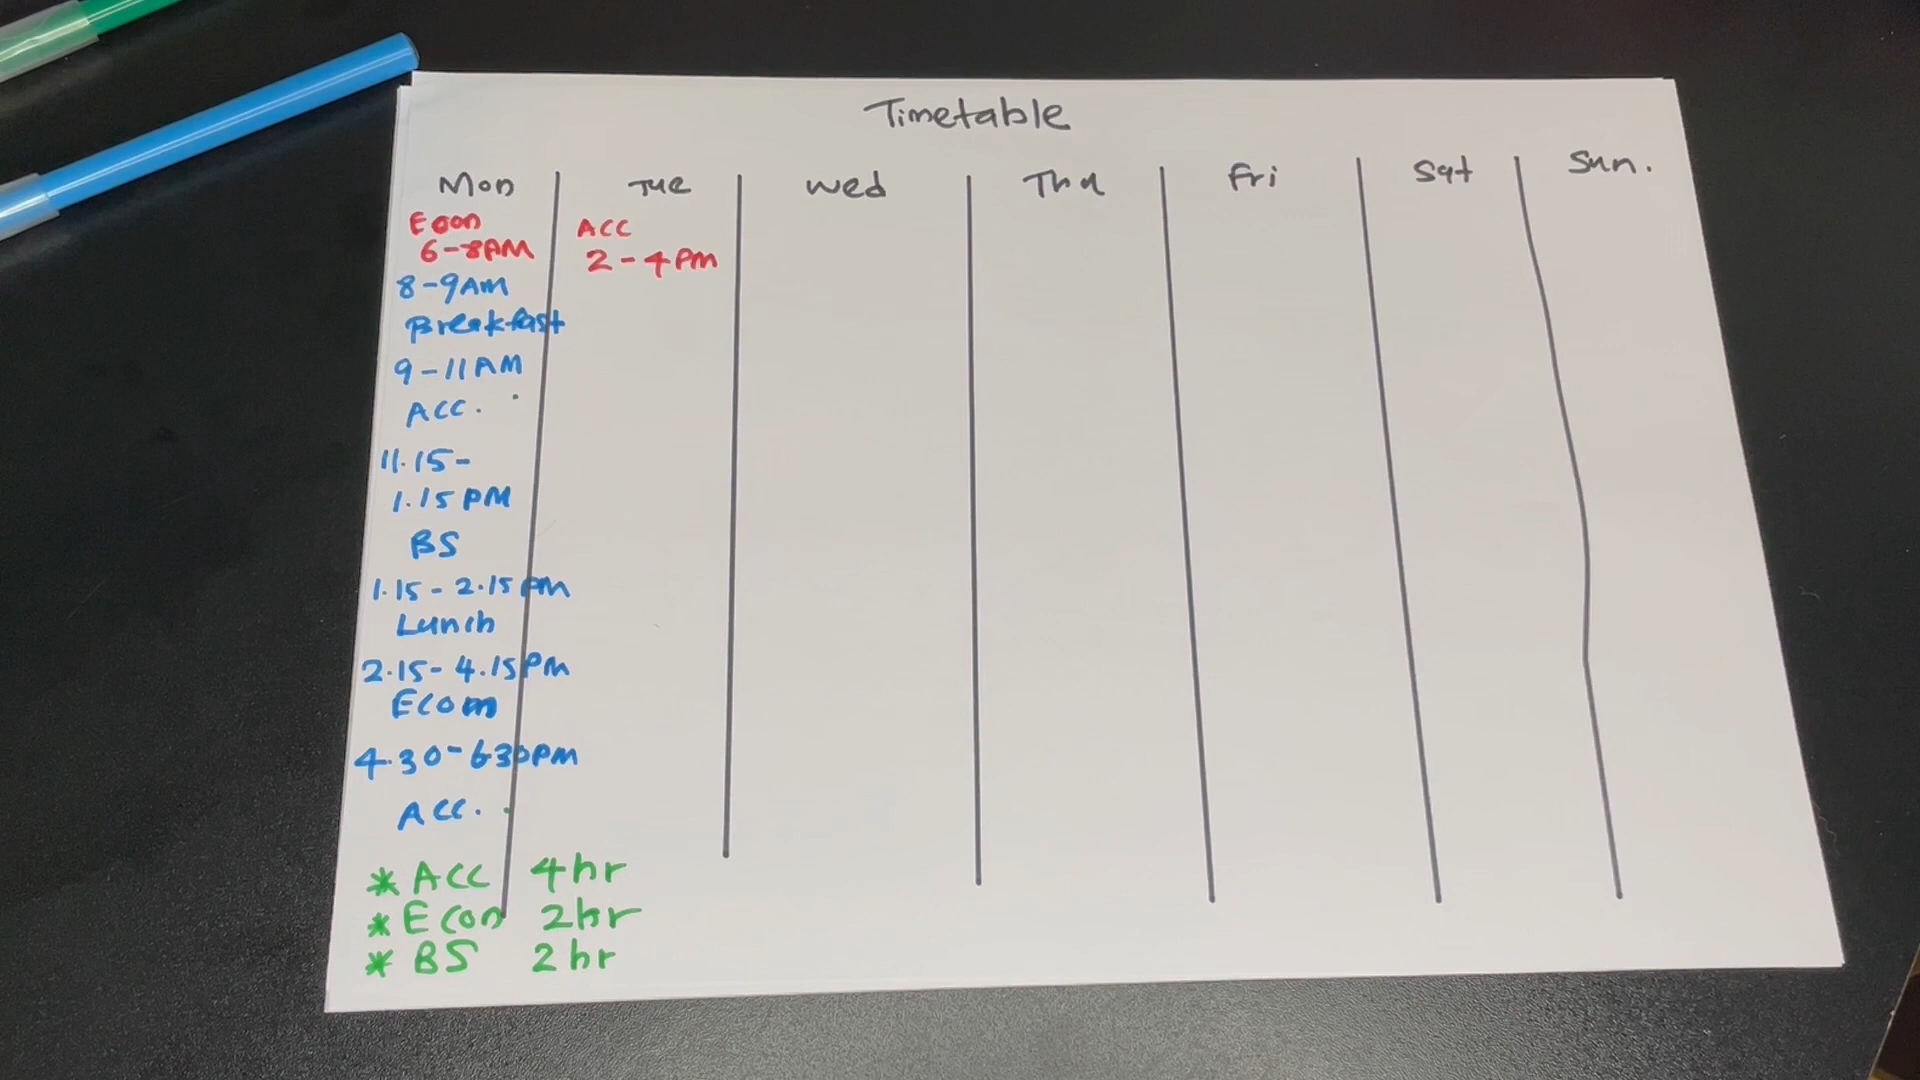 Timetable
Mon Tue Wed Thu Fri Sat Sun.
Econ
6-8AM
ACC
2-4PM
8-9AM
Breakfast
9-11AM
ACC.
11.15-
1.15PM
BS
1.15-2.15PM
Lunch
2.15-4.15PM
Econ
4.30-630PM
ACC.
* ACC 4hr
* Econ 2hr
* BS 2hr